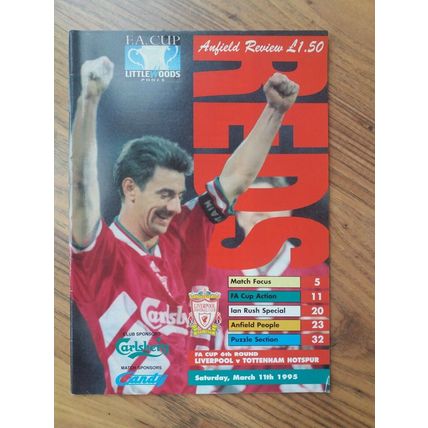 FA CUP
LITTLEWOODS
POOLS
Anfield Review £1.50
REDS
Match Focus 5
FA Cup Action 11
Ian Rush Special 20
Anfield People 23
Puzzle Section 32
LIVERPOOL
CLUB SPONSORS
Carlsberg
MATCH SPONSORS
Candy
FA CUP 6th ROUND
LIVERPOOL v TOTTENHAM HOTSPUR
Saturday, March 11th 1995